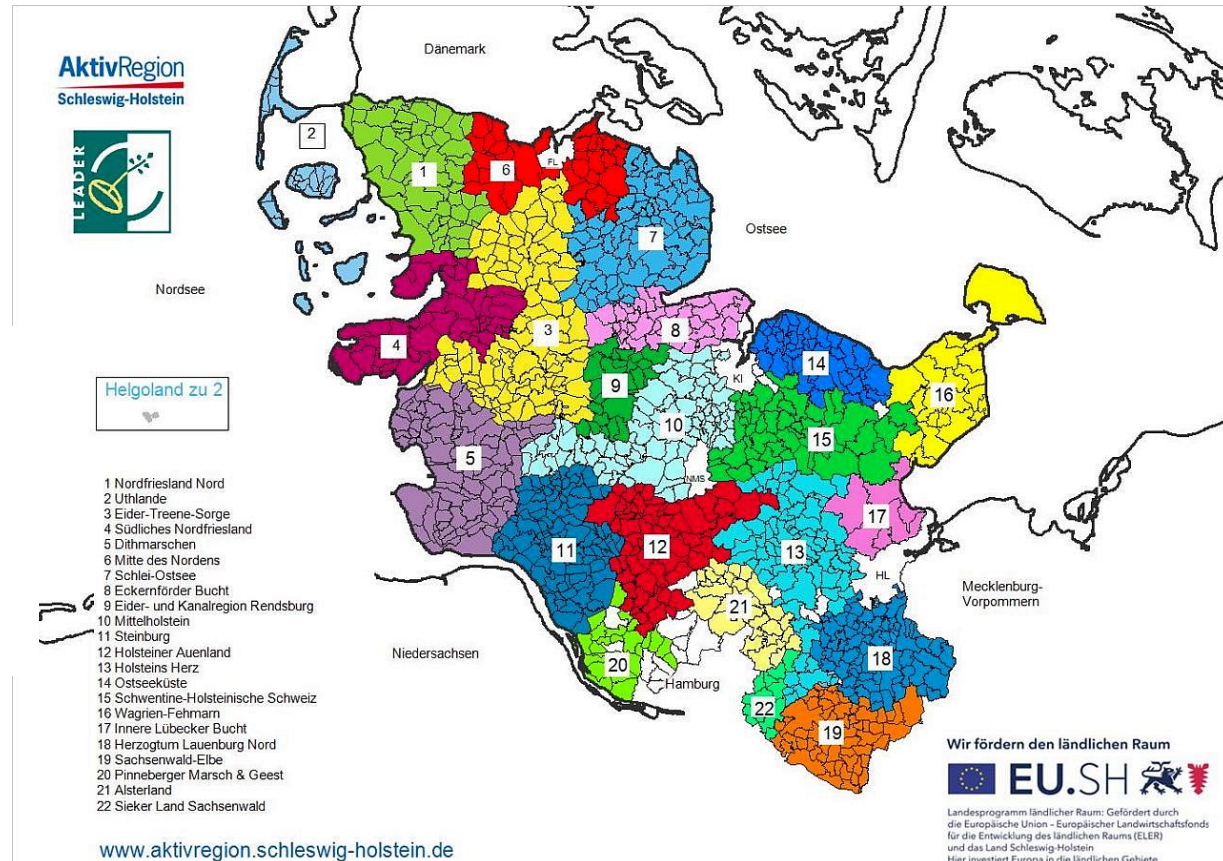 AktivRegion
Schleswig-Holstein
LEADER
Dänemark
Nordsee
Ostsee
Niedersachsen
Hamburg
Mecklenburg-
Vorpommern
FL
KI
NMS
HL
1
2
3
4
5
6
7
8
9
10
11
12
13
14
15
16
17
18
19
20
21
22
Helgoland zu 2
1 Nordfriesland Nord
2 Uthlande
3 Eider-Treene-Sorge
4 Südliches Nordfriesland
5 Dithmarschen
6 Mitte des Nordens
7 Schlei-Ostsee
8 Eckernförder Bucht
9 Eider- und Kanalregion Rendsburg
10 Mittelholstein
11 Steinburg
12 Holsteiner Auenland
13 Holsteins Herz
14 Ostseeküste
15 Schwentine-Holsteinische Schweiz
16 Wagrien-Fehmarn
17 Innere Lübecker Bucht
18 Herzogtum Lauenburg Nord
19 Sachsenwald-Elbe
20 Pinneberger Marsch & Geest
21 Alsterland
22 Sieker Land Sachsenwald
www.aktivregion.schleswig-holstein.de
Wir fördern den ländlichen Raum
EU.SH
Landesprogramm ländlicher Raum: Gefördert durch
die Europäische Union - Europäischer Landwirtschaftsfonds
für die Entwicklung des ländlichen Raums (ELER)
und das Land Schleswig-Holstein
Hier investiert Europa in die ländlichen Gebiete